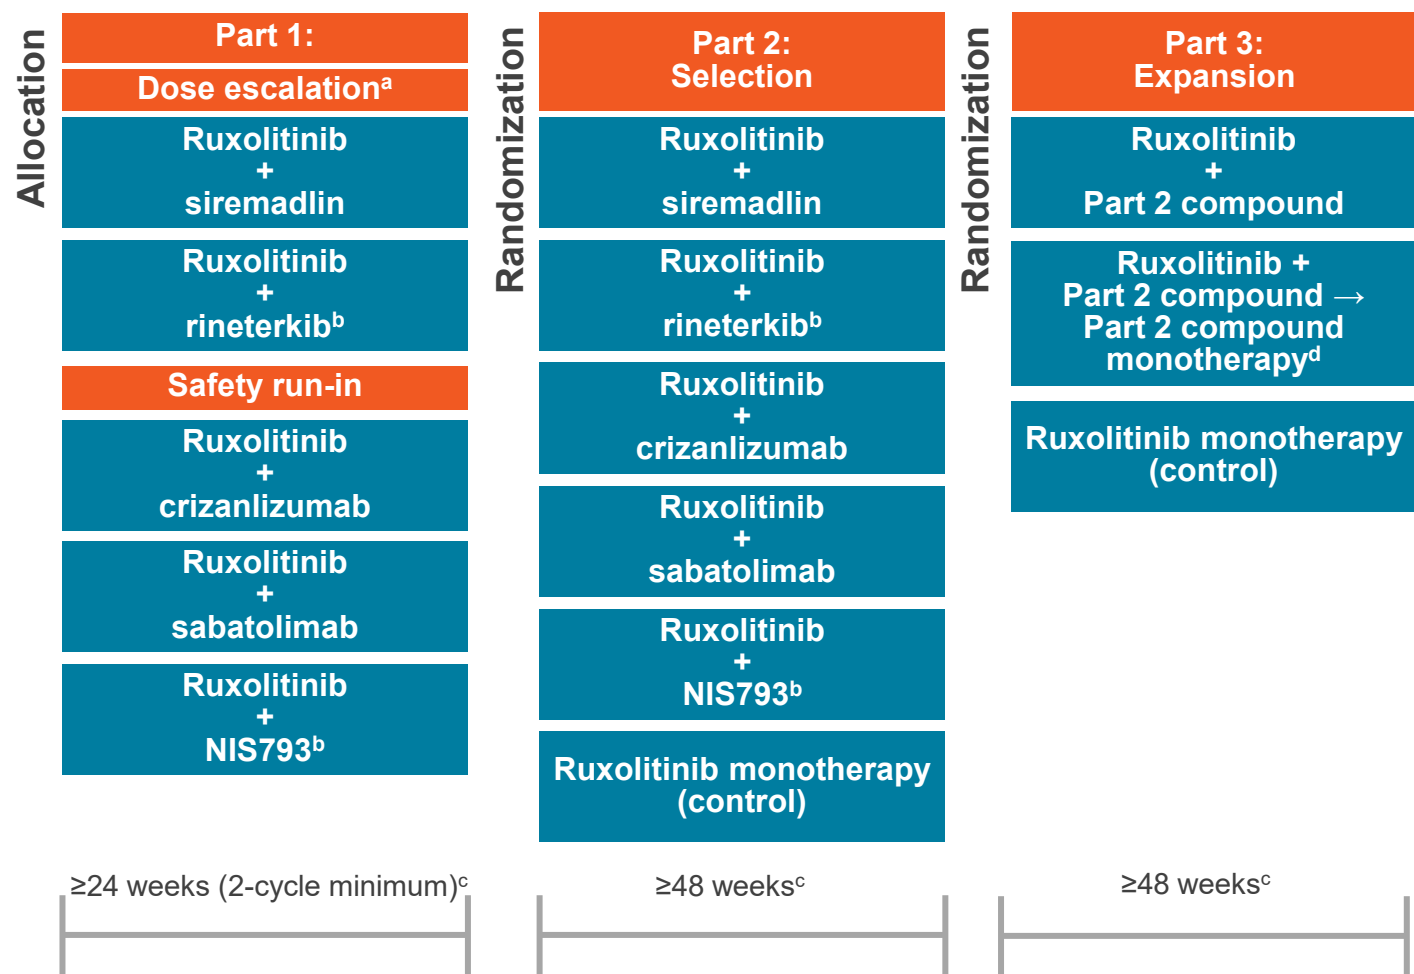 Allocation
Part 1:
Dose escalationᵃ
Ruxolitinib
+
siremadlin
Ruxolitinib
+
rineterkibᵇ
Safety run-in
Ruxolitinib
+
crizanlizumab
Ruxolitinib
+
sabatolimab
Ruxolitinib
+
NIS793ᵇ
≥24 weeks (2-cycle minimum)ᶜ
Randomization
Part 2:
Selection
Ruxolitinib
+
siremadlin
Ruxolitinib
+
rineterkibᵇ
Ruxolitinib
+
crizanlizumab
Ruxolitinib
+
sabatolimab
Ruxolitinib
+
NIS793ᵇ
Ruxolitinib monotherapy
(control)
≥48 weeksᶜ
Randomization
Part 3:
Expansion
Ruxolitinib
+
Part 2 compound
Ruxolitinib +
Part 2 compound →
Part 2 compound
monotherapyᵈ
Ruxolitinib monotherapy
(control)
≥48 weeksᶜ